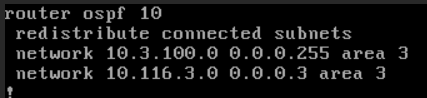 router ospf 10
redistribute connected subnets
network 10.3.100.0 0.0.0.255 area 3
network 10.116.3.0 0.0.0.3 area 3
!